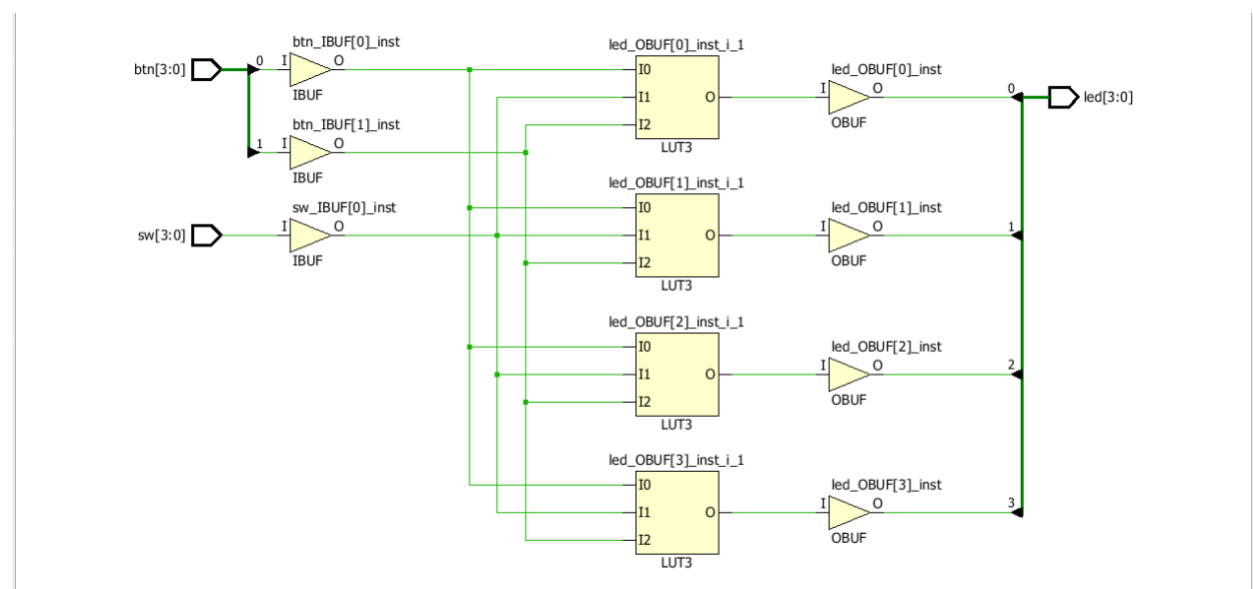 btn_IBUF[0]_inst
btn[3:0]
0
I
O
IBUF
btn_IBUF[1]_inst
1
I
O
IBUF
sw_IBUF[0]_inst
sw[3:0]
I
O
IBUF
led_OBUF[0]_inst_i_1
I0
I1
I2
O
LUT3
led_OBUF[0]_inst
I
O
OBUF
0
led[3:0]
led_OBUF[1]_inst_i_1
I0
I1
I2
O
LUT3
led_OBUF[1]_inst
I
O
OBUF
1
led_OBUF[2]_inst_i_1
I0
I1
I2
O
LUT3
led_OBUF[2]_inst
I
O
OBUF
2
led_OBUF[3]_inst_i_1
I0
I1
I2
O
LUT3
led_OBUF[3]_inst
I
O
OBUF
3